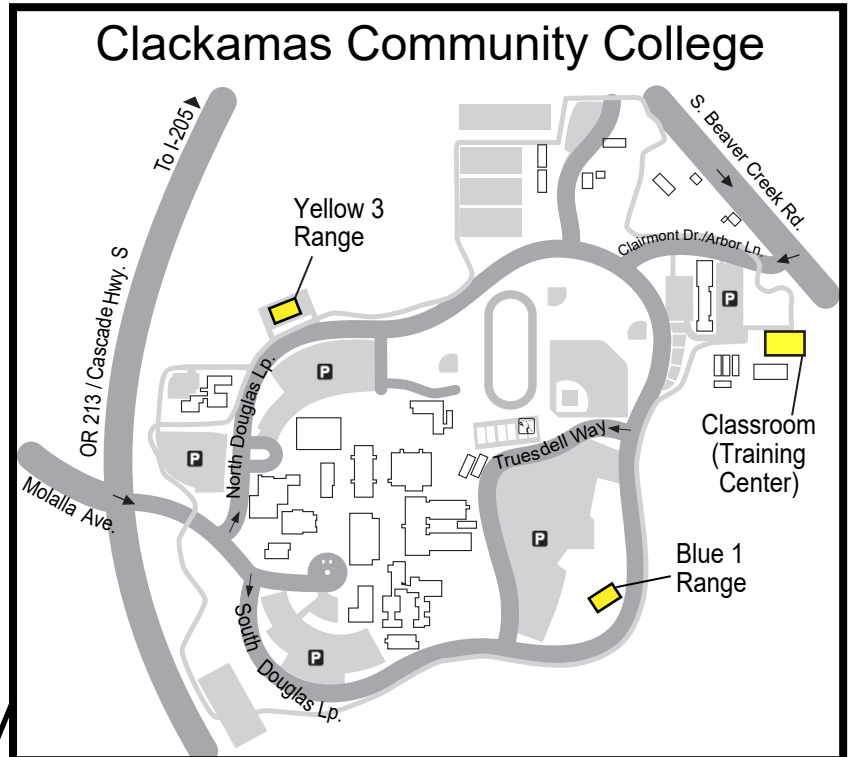 Clackamas Community College
To I-205
S. Beaver Creek Rd.
Yellow 3
Range
Clairmont Dr./Arbor Ln.
P
OR 213 / Cascade Hwy. S
P
North Douglas Lp.
Classroom
(Training
Center)
Truesdell Way
P
Molalla Ave.
P
Blue 1
Range
South Douglas Lp.
P